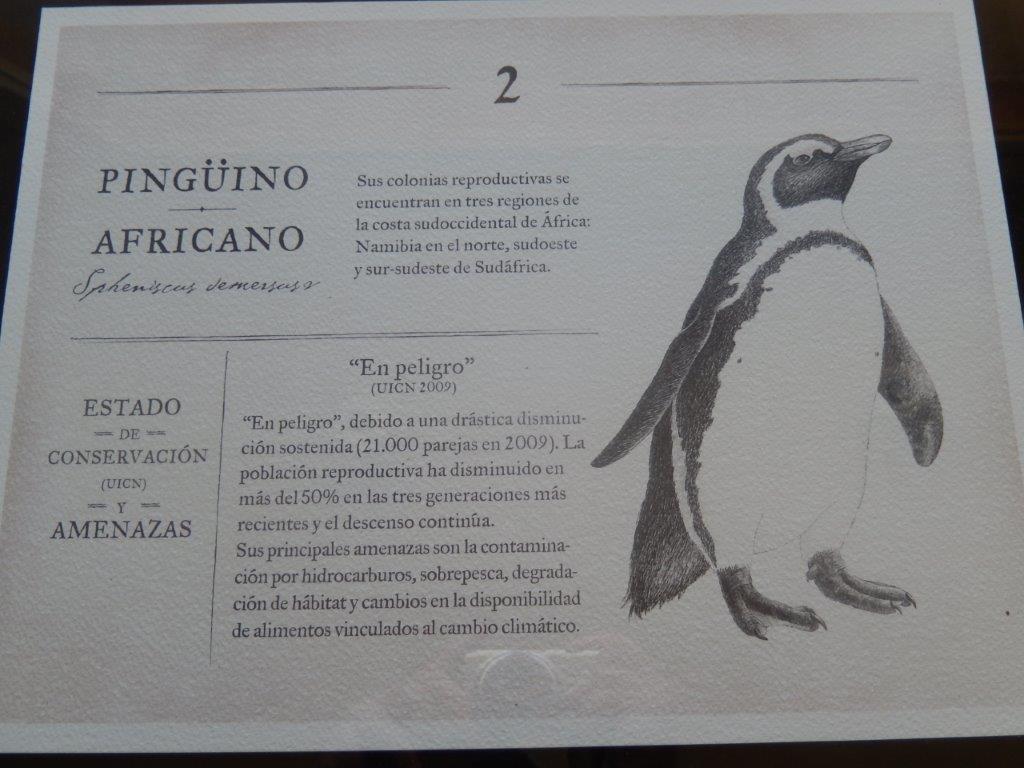 2
PINGÜINO
AFRICANO
Spheniscus demersus
Sus colonias reproductivas se
encuentran en tres regiones de
la costa sudoccidental de África:
Namibia en el norte, sudoeste
y sur-sudeste de Sudáfrica.
ESTADO
DE
CONSERVACIÓN
(UICN)
Y
AMENAZAS
“En peligro”
(UICN 2009)
“En peligro”, debido a una drástica disminu-
ción sostenida (21.000 parejas en 2009). La
población reproductiva ha disminuido en
más del 50% en las tres generaciones más
recientes y el descenso continúa.
Sus principales amenazas son la contamina-
ción por hidrocarburos, sobrepesca, degrada-
ción de hábitat y cambios en la disponibilidad
de alimentos vinculados al cambio climático.